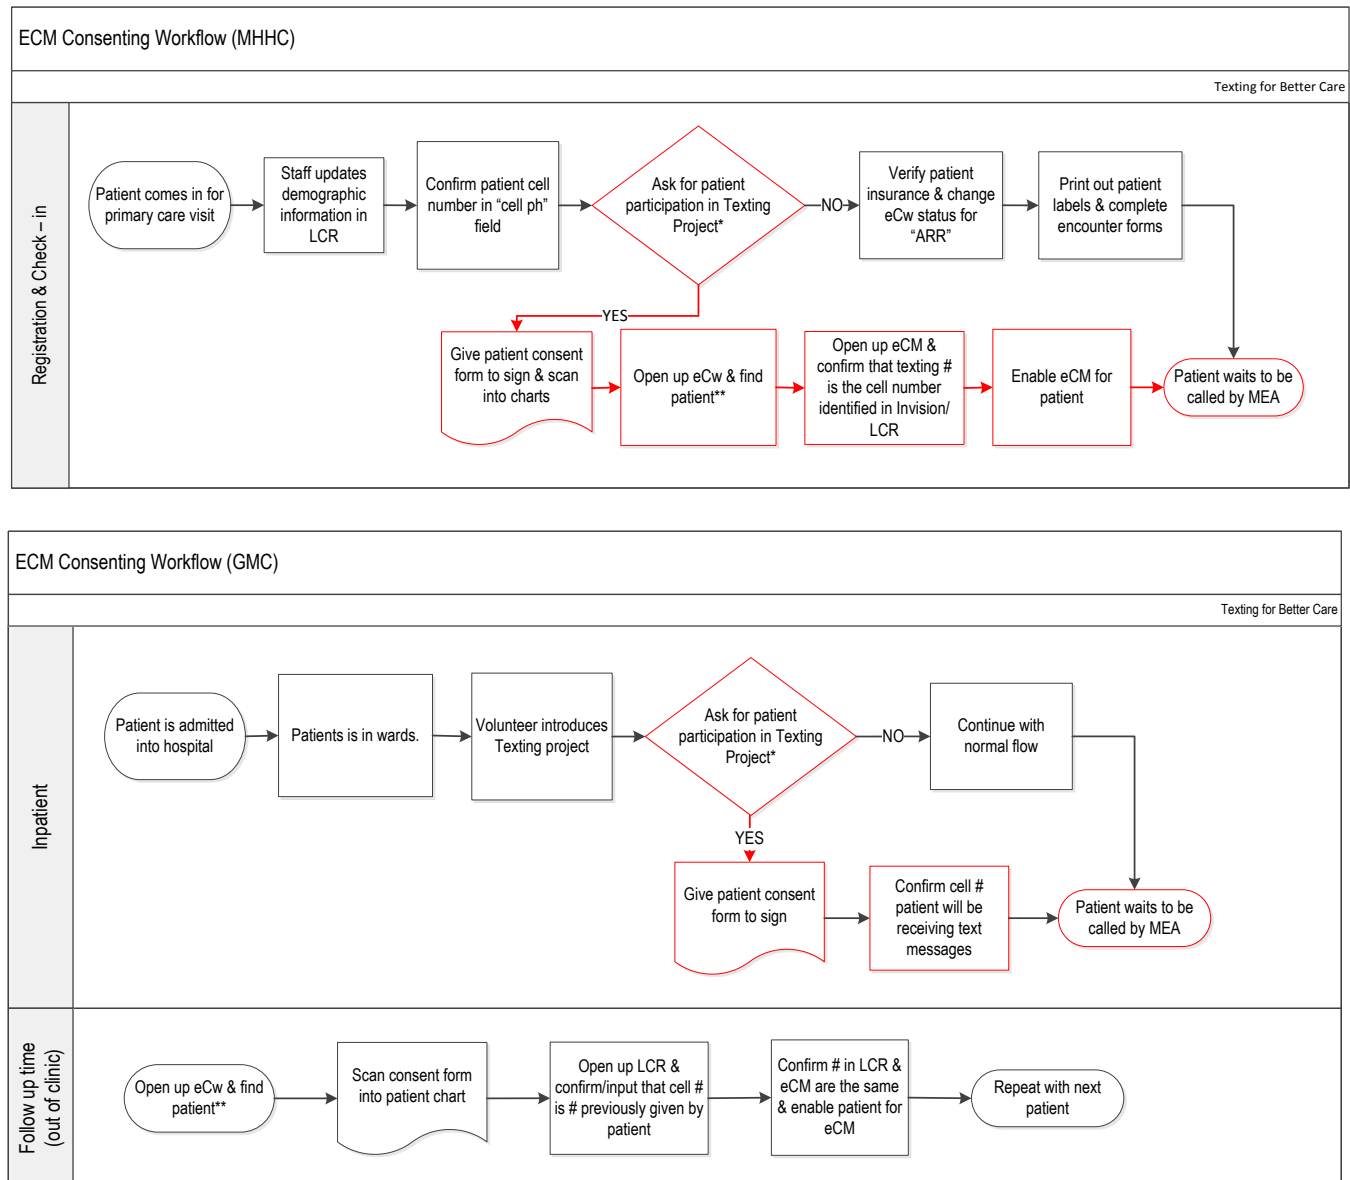 ECM Consenting Workflow (MHHC)
Texting for Better Care
Registration & Check – in
Patient comes in for
primary care visit
Staff updates
demographic
information in
LCR
Confirm patient cell
number in “cell ph”
field
Ask for patient
participation in Texting
Project*
NO
Verify patient
insurance & change
eCw status for
“ARR”
Print out patient
labels & complete
encounter forms
YES
Give patient consent
form to sign & scan
into charts
Open up eCw & find
patient**
Open up eCM &
confirm that texting #
is the cell number
identified in Invision/
LCR
Enable eCM for
patient
Patient waits to be
called by MEA
ECM Consenting Workflow (GMC)
Texting for Better Care
Inpatient
Patient is admitted
into hospital
Patients is in wards.
Volunteer introduces
Texting project
Ask for patient
participation in Texting
Project*
NO
Continue with
normal flow
YES
Give patient consent
form to sign
Confirm cell #
patient will be
receiving text
messages
Patient waits to be
called by MEA
Follow up time
(out of clinic)
Open up eCw & find
patient**
Scan consent form
into patient chart
Open up LCR &
confirm/input that cell #
is # previously given by
patient
Confirm # in LCR &
eCM are the same
& enable patient for
eCM
Repeat with next
patient